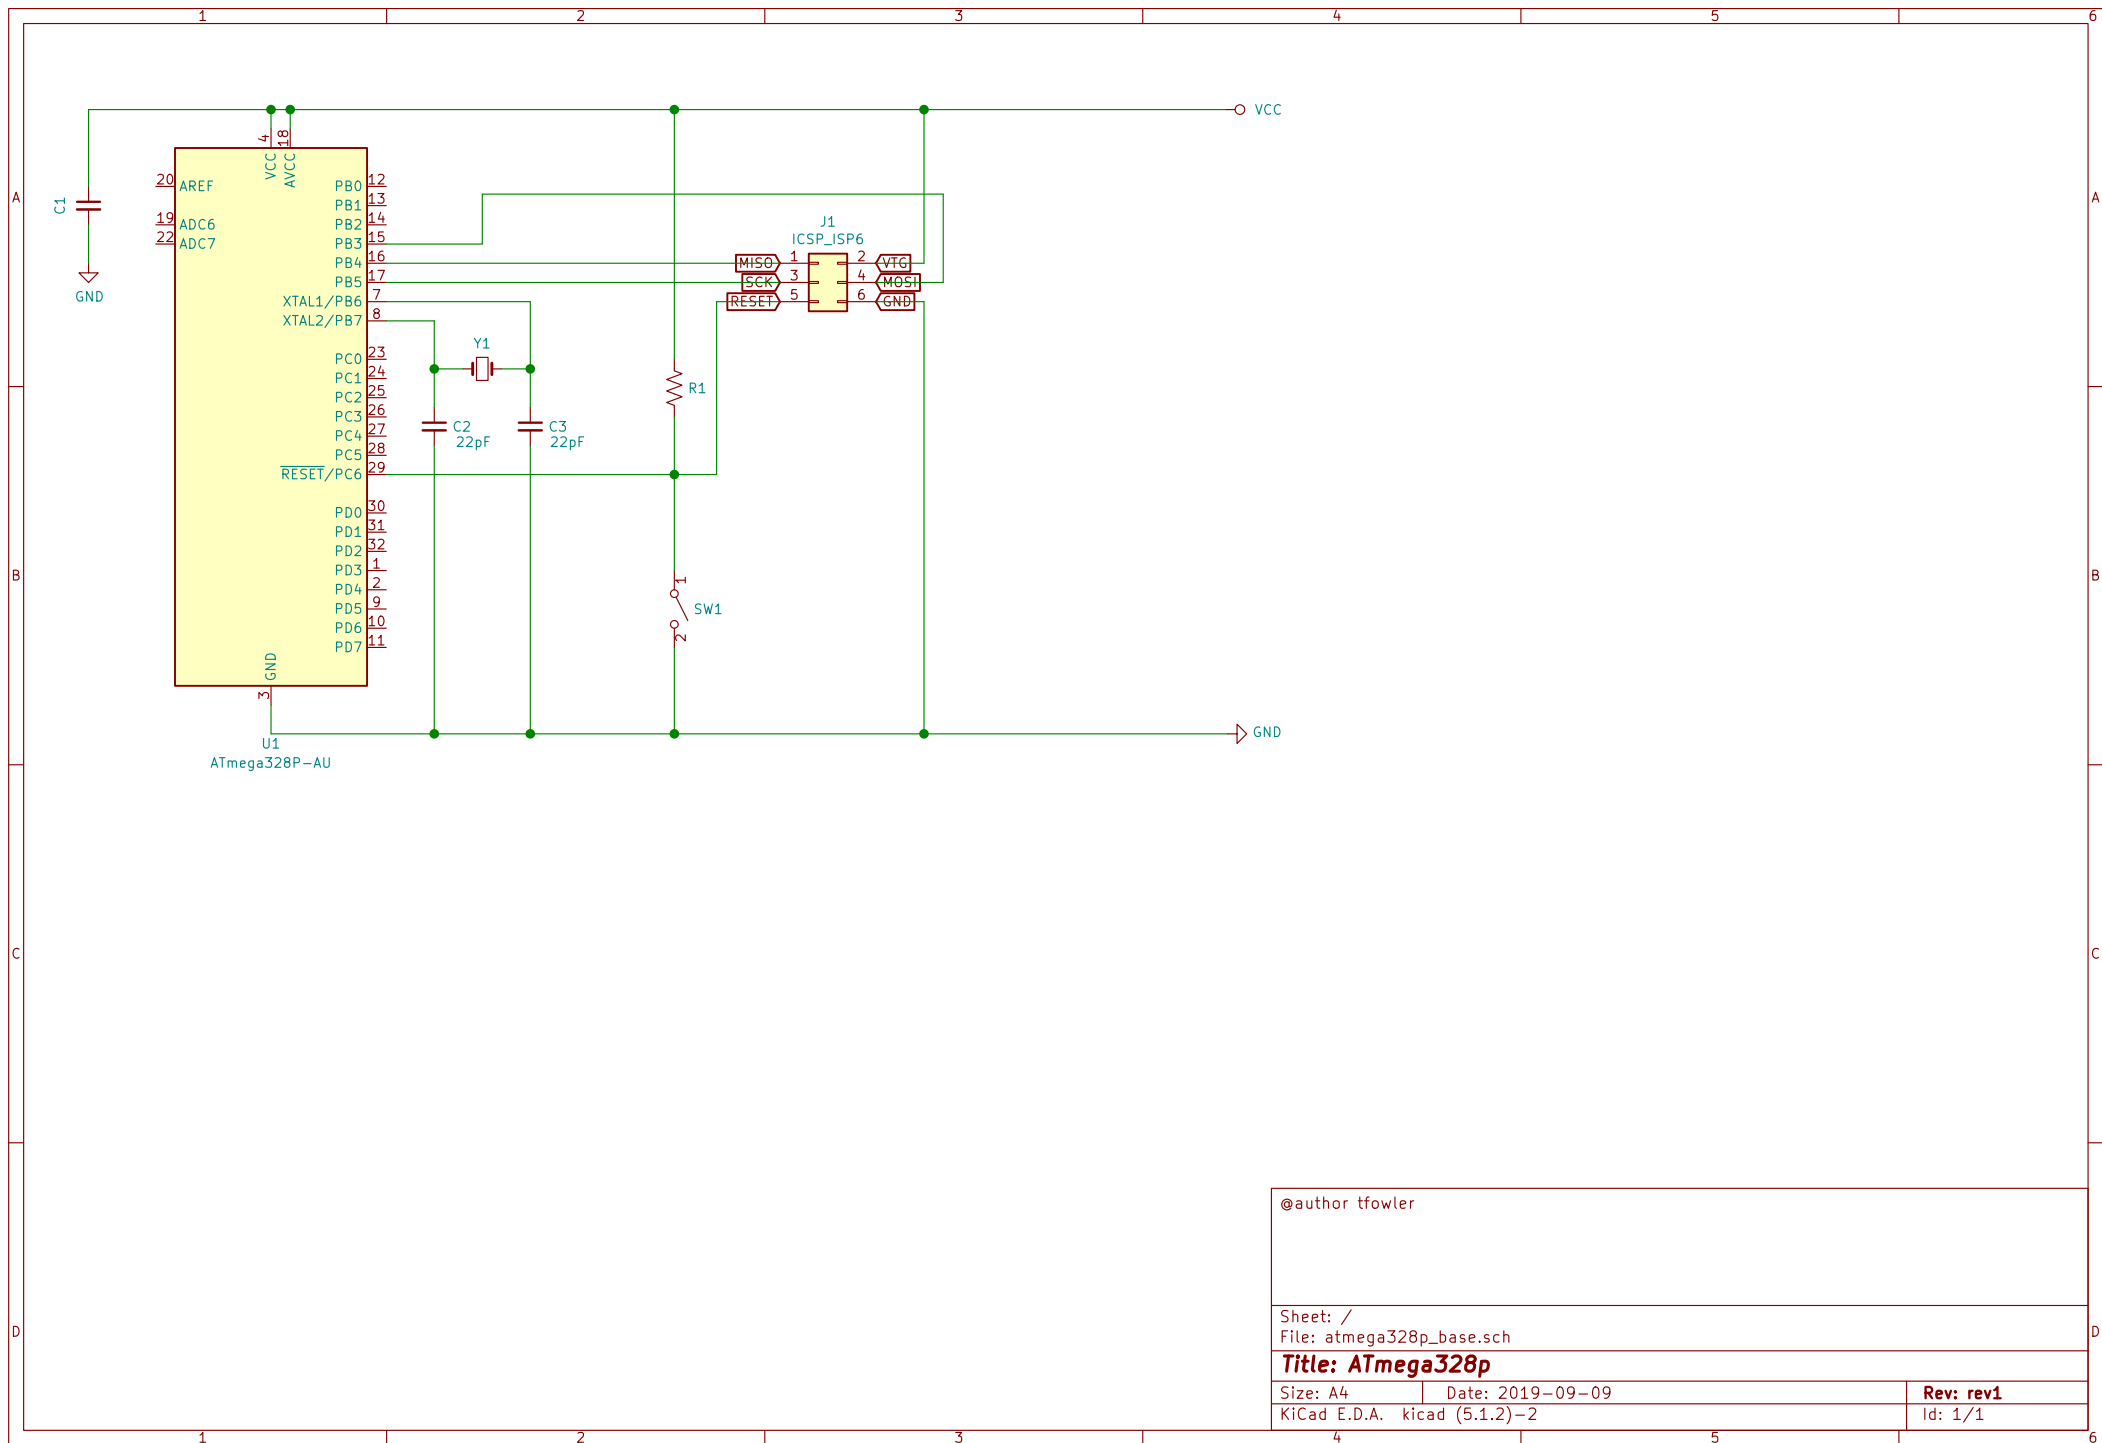 1 2 3 4 5 6
A
B
C
D
A
B
C
D
VCC
4
18
VCC
AVCC
20 AREF
19 ADC6
22 ADC7
C1
GND
PB0 12
PB1 13
PB2 14
PB3 15
PB4 16
PB5 17
XTAL1/PB6 7
XTAL2/PB7 8
PC0 23
PC1 24
PC2 25
PC3 26
PC4 27
PC5 28
RESET/PC6 29
PD0 30
PD1 31
PD2 32
PD3 1
PD4 2
PD5 9
PD6 10
PD7 11
GND
3
U1
ATmega328P-AU
Y1
C2
22pF
C3
22pF
R1
1
SW1
2
J1
ICSP_ISP6
MISO 1 2 VTG
SCK 3 4 MOSI
RESET 5 6 GND
GND
@author tfowler
Sheet: /
File: atmega328p_base.sch
Title: ATmega328p
Size: A4 Date: 2019-09-09 Rev: rev1
KiCad E.D.A. kicad (5.1.2)-2 Id: 1/1
1 2 3 4 5 6